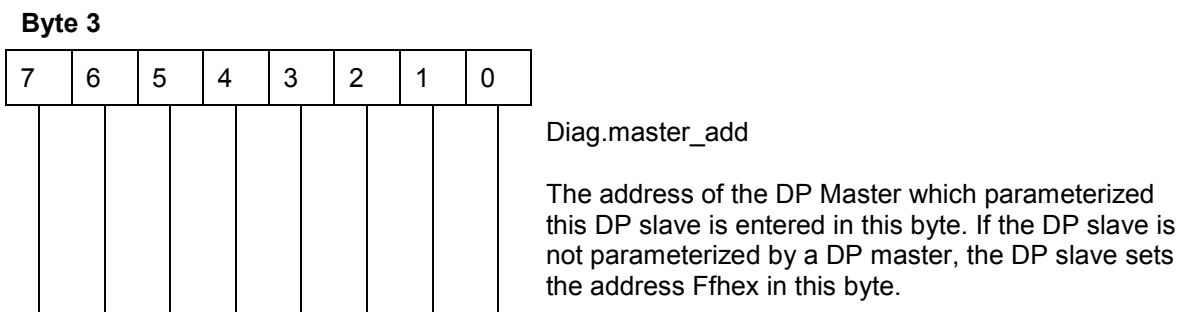 Byte 3
7 6 5 4 3 2 1 0
Diag.master_add
The address of the DP Master which parameterized
this DP slave is entered in this byte. If the DP slave is
not parameterized by a DP master, the DP slave sets
the address Ffhex in this byte.